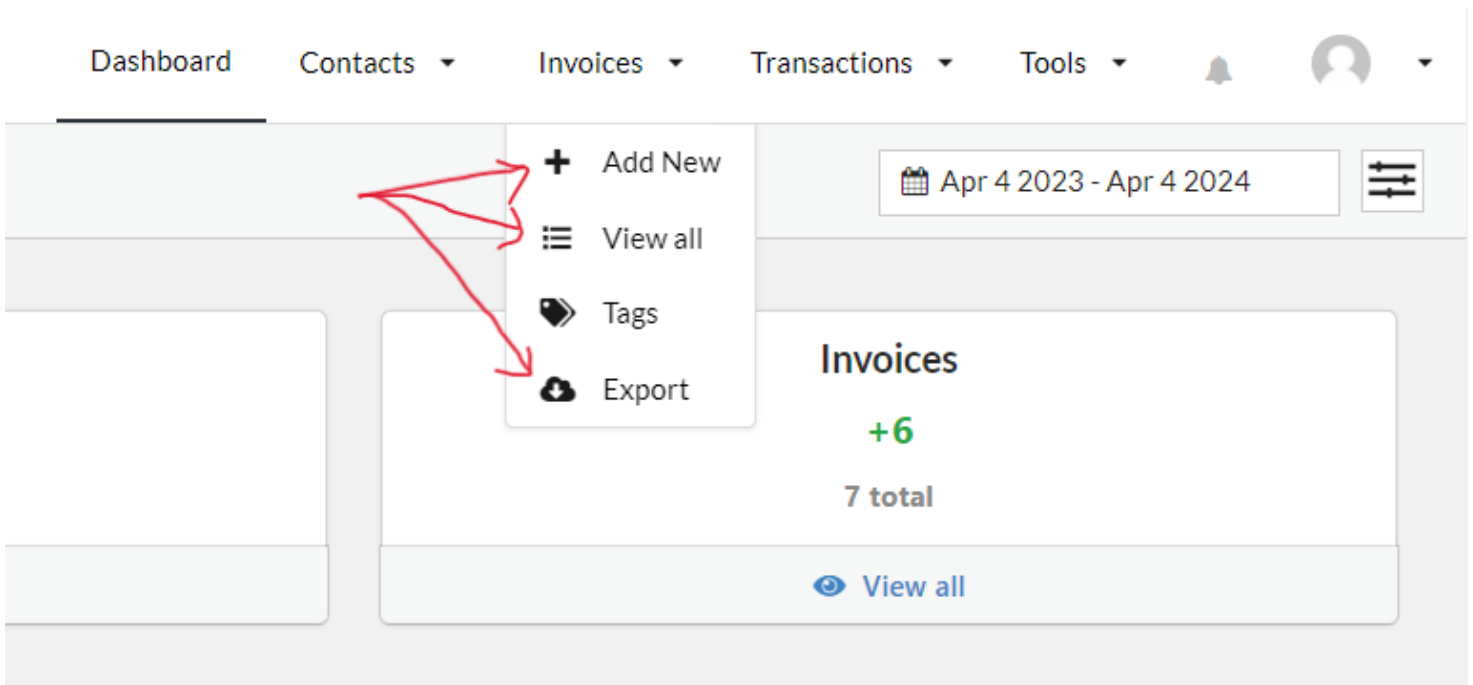 Dashboard Contacts Invoices Transactions Tools
Add New
Apr 4 2023 - Apr 4 2024
View all
Tags
Export
Invoices
+6
7 total
View all